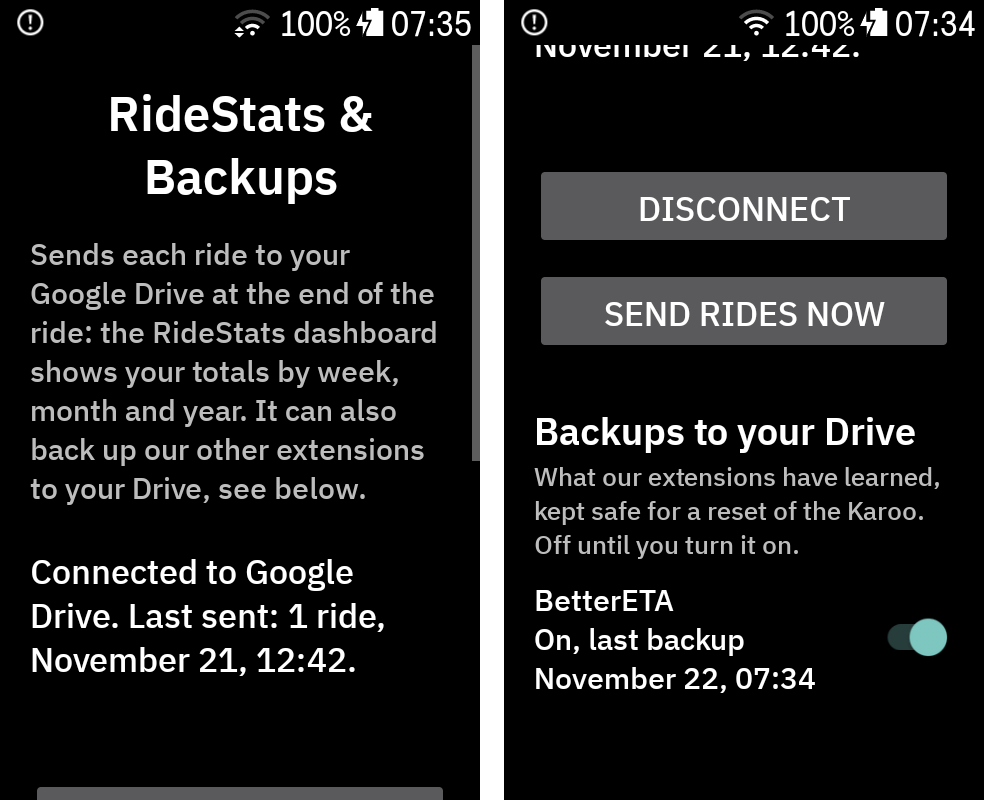 100% 07:35
RideStats &
Backups
Sends each ride to your
Google Drive at the end of the
ride: the RideStats dashboard
shows your totals by week,
month and year. It can also
back up our other extensions
to your Drive, see below.
Connected to Google
Drive. Last sent: 1 ride,
November 21, 12:42.
100% 07:34
November 21, 12:42.
DISCONNECT
SEND RIDES NOW
Backups to your Drive
What our extensions have learned,
kept safe for a reset of the Karoo.
Off until you turn it on.
BetterETA
On, last backup
November 22, 07:34